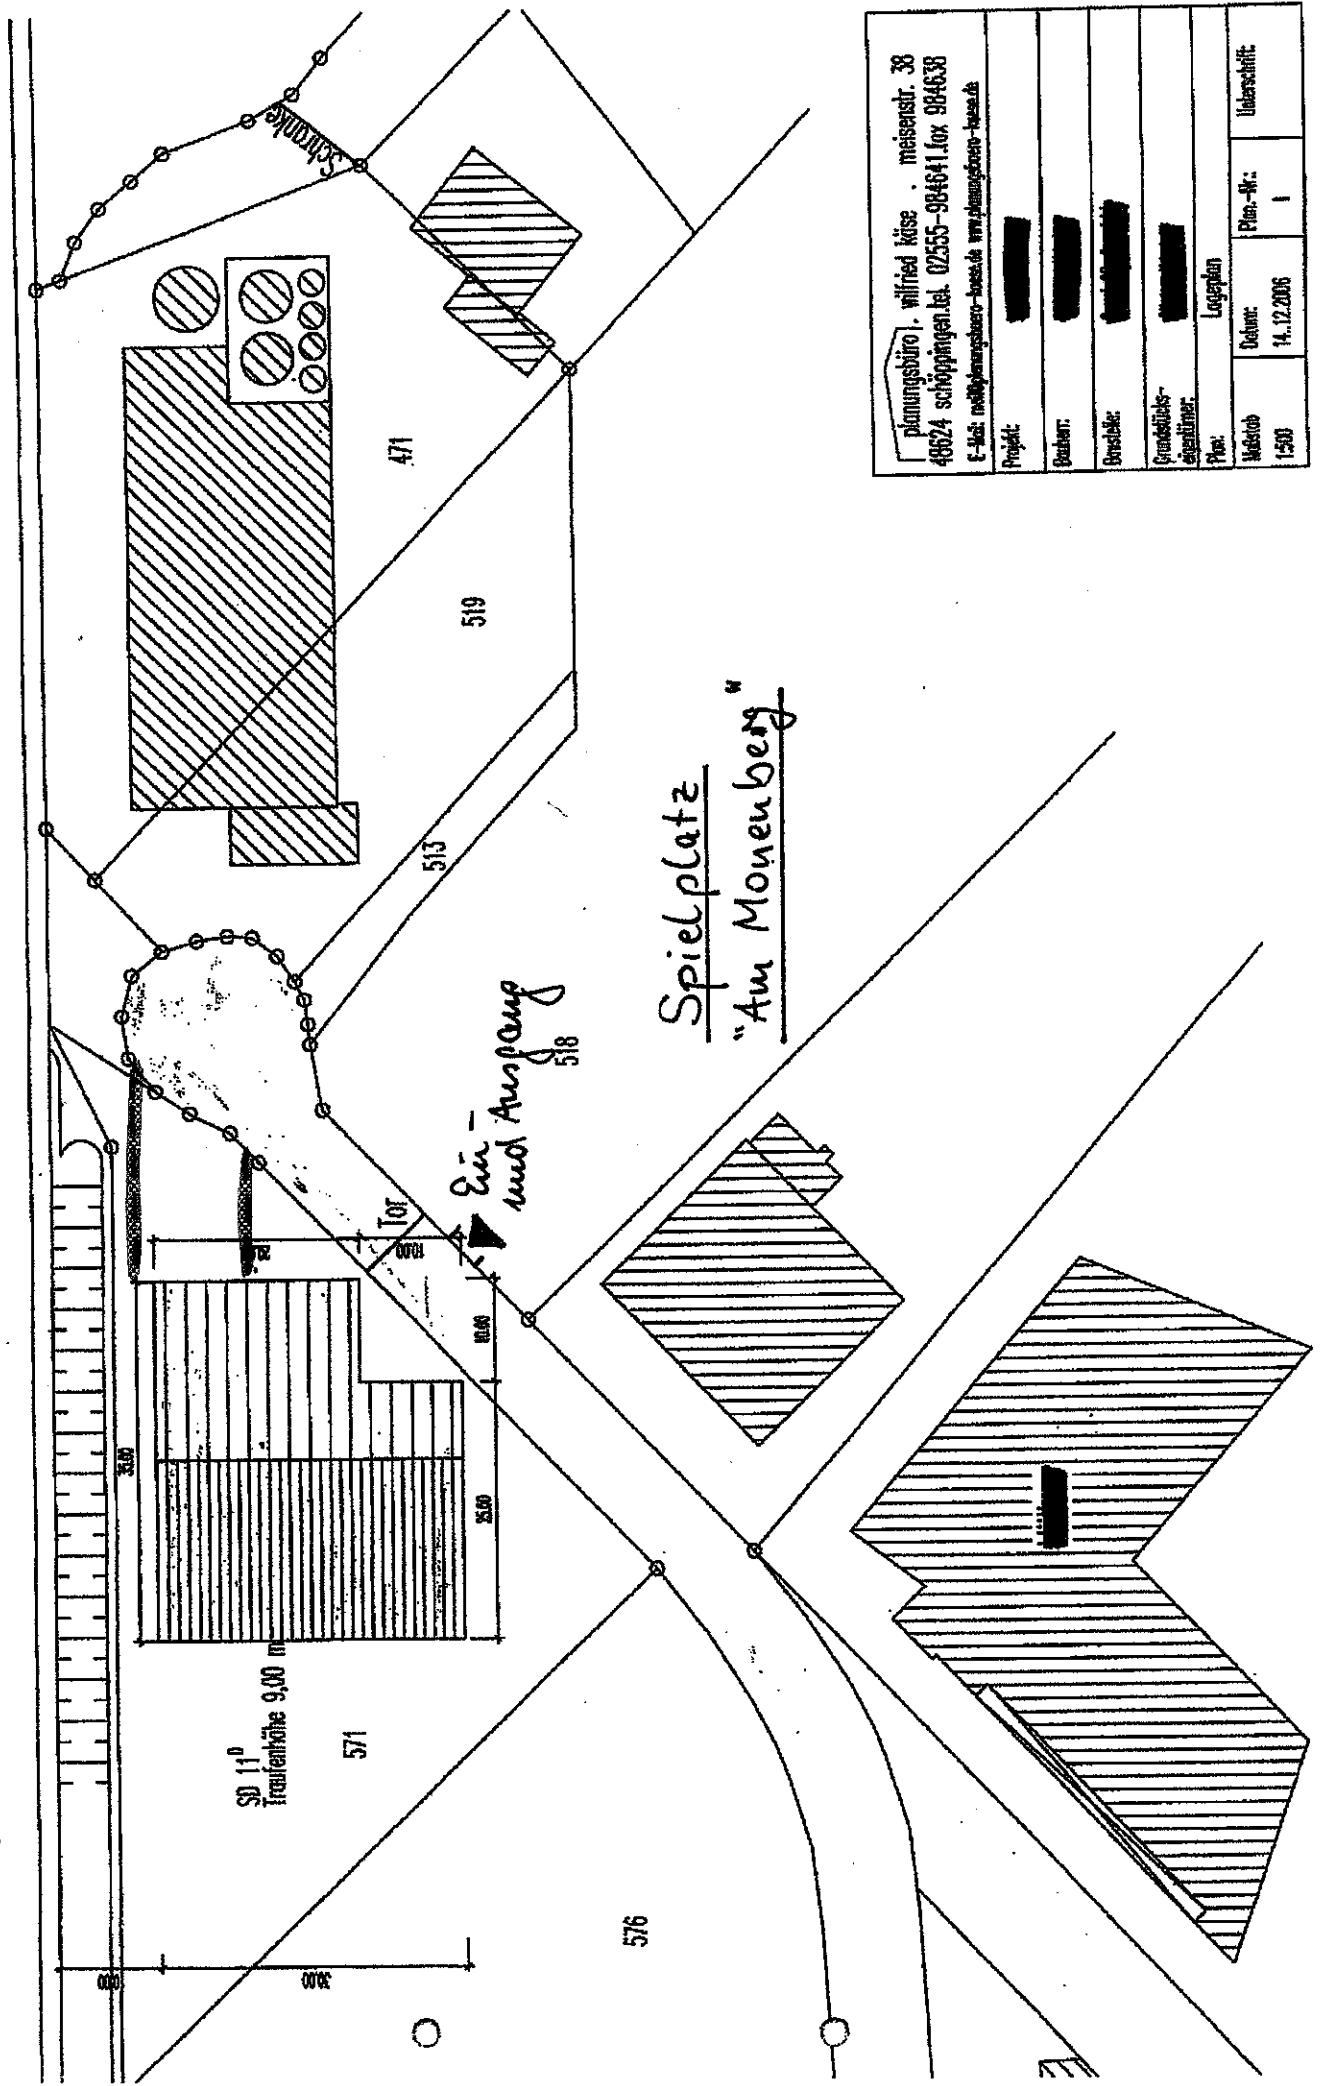 Schranke
471
519
513
518
Spielplatz
"Am Monenberg"
Ein-
und Ausgang
Tor
10.00
10.00
35.00
25.00
SD 11⁰
Traufenhöhe 9,00 m
571
576
30.00
planungsbüro wilfried käse . meisenstr. 38
48624 schöppingen.tel. 02555-984641.fax 984638
Projekt:
Bauherr:
Baustelle:
Grundstücks-
eigentümer:
Plan: Lageplan
Maßstab Datum: Plan.-Nr.: Unterschrift:
1:500 14.12.2006 1